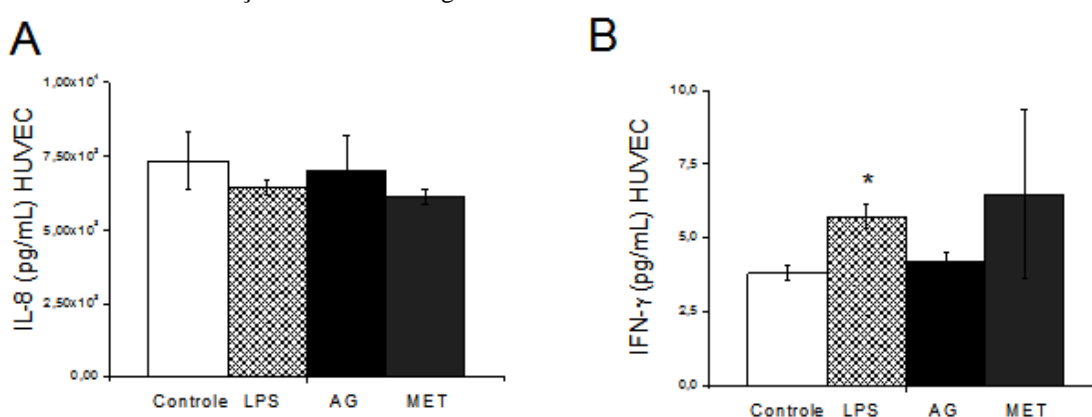 A
IL-8 (pg/mL) HUVEC
1,00x10⁴
7,50x10³
5,00x10³
2,50x10³
0,00
Controle LPS AG MET
B
IFN-γ (pg/mL) HUVEC
10,0
7,5
5,0
2,5
0,0
*
Controle LPS AG MET